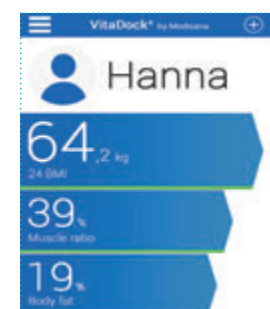 VitaDock+ by Medisana
Hanna
64,2 kg
24 BMI
39%
Muscle ratio
19%
Body fat